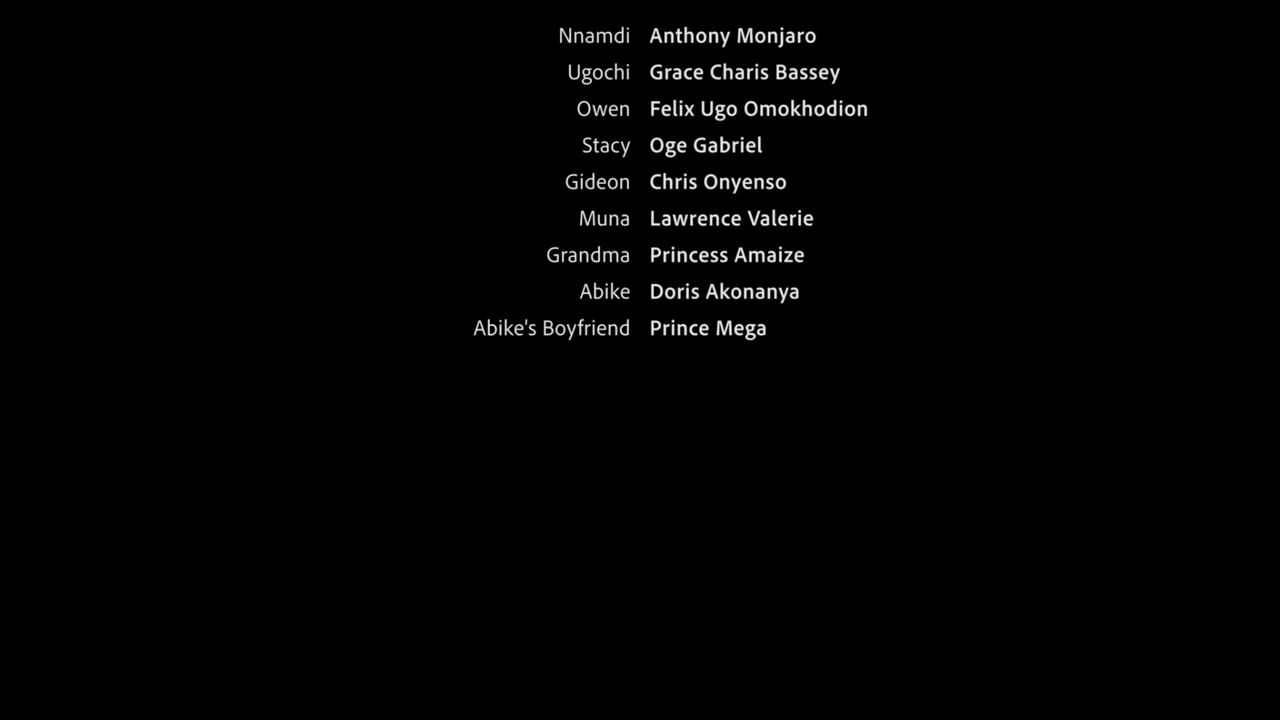 Nnamdi Anthony Monjaro
Ugochi Grace Charis Bassey
Owen Felix Ugo Omokhodion
Stacy Oge Gabriel
Gideon Chris Onyenso
Muna Lawrence Valerie
Grandma Princess Amaize
Abike Doris Akonanya
Abike's Boyfriend Prince Mega